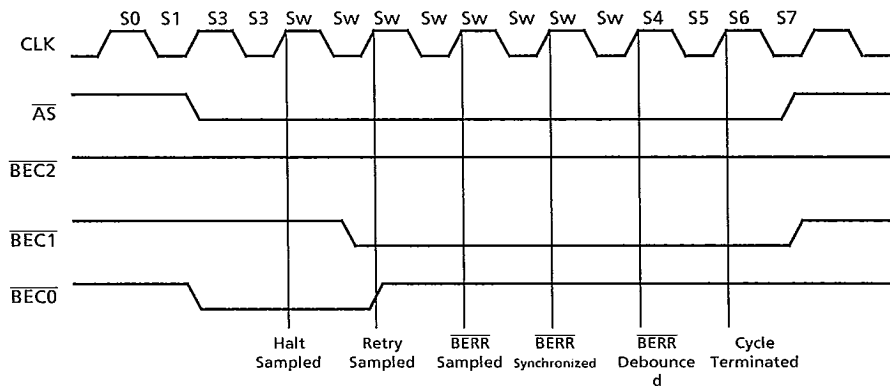 S0 S1 S3 S3 Sw Sw Sw Sw Sw Sw Sw Sw S4 S5 S6 S7
CLK
AS
BEC2
BEC1
BEC0
Halt Sampled
Retry Sampled
BERR Sampled
BERR Synchronized
BERR Debounce d
Cycle Terminated